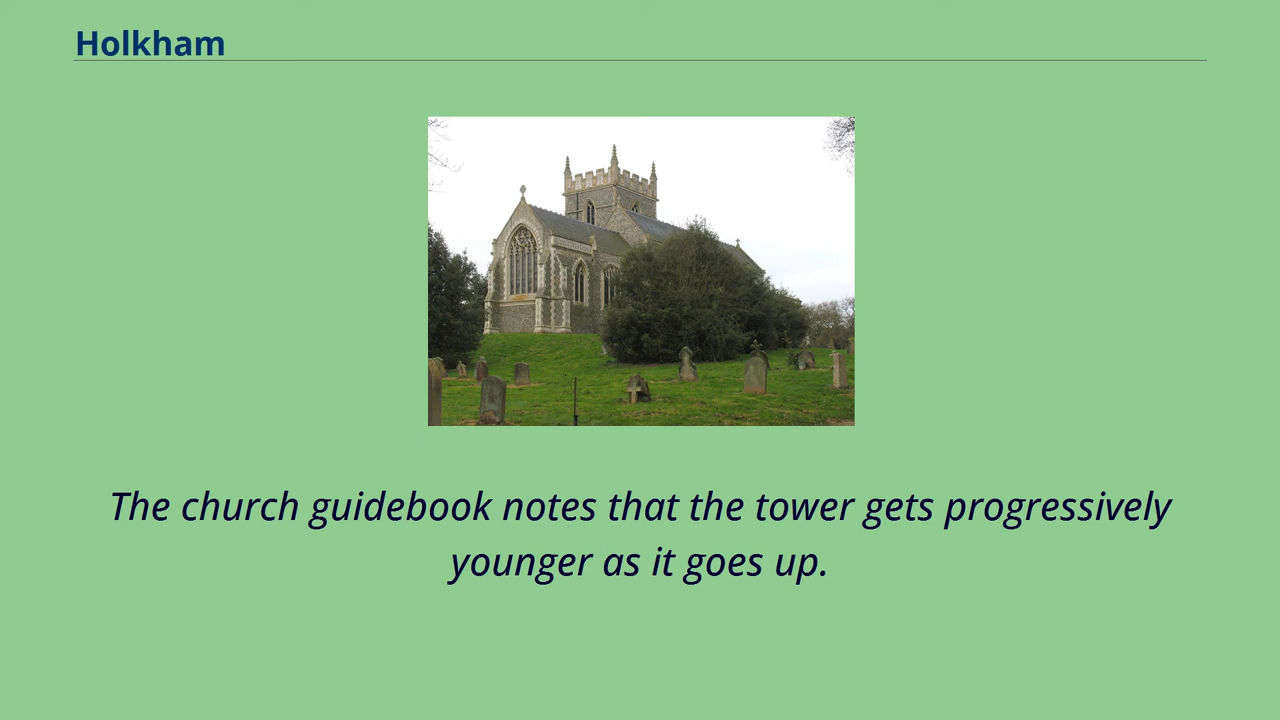 Holkham
The church guidebook notes that the tower gets progressively
younger as it goes up.